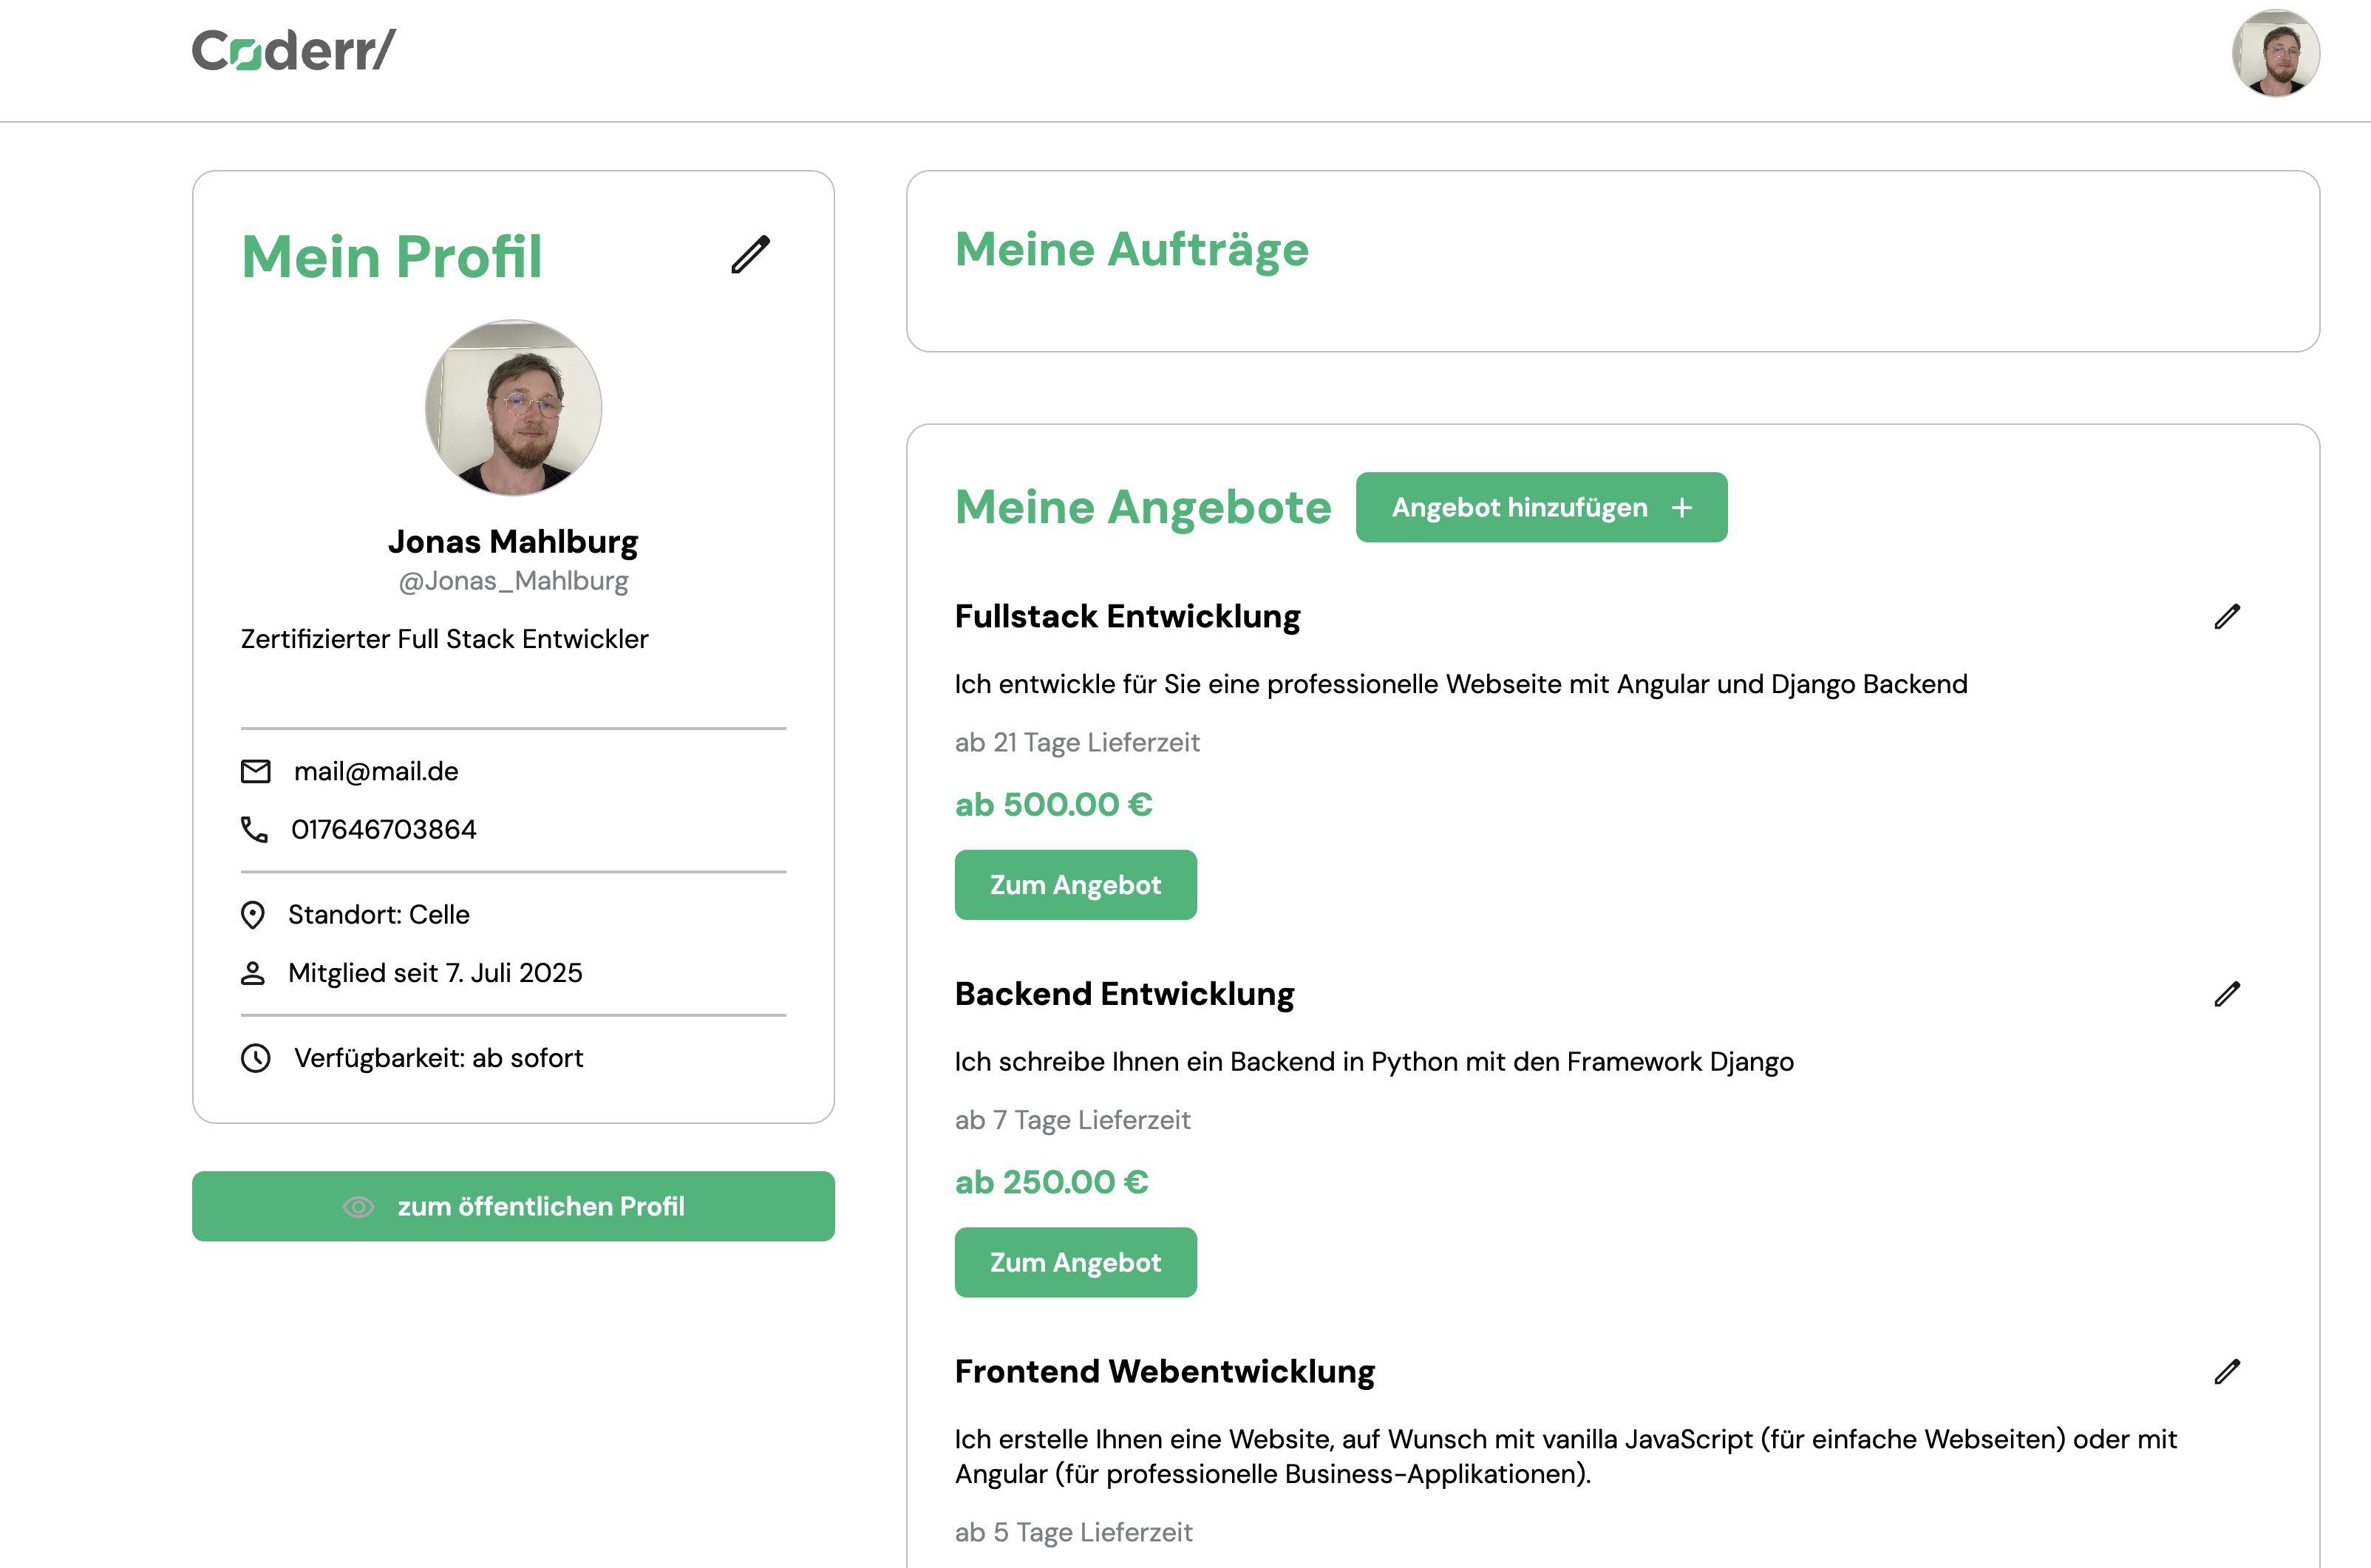 Coderr/
Mein Profil
Jonas Mahlburg
@Jonas_Mahlburg
Zertifizierter Full Stack Entwickler
mail@mail.de
017646703864
Standort: Celle
Mitglied seit 7. Juli 2025
Verfügbarkeit: ab sofort
zum öffentlichen Profil
Meine Aufträge
Meine Angebote
Angebot hinzufügen +
Fullstack Entwicklung
Ich entwickle für Sie eine professionelle Webseite mit Angular und Django Backend
ab 21 Tage Lieferzeit
ab 500.00 €
Zum Angebot
Backend Entwicklung
Ich schreibe Ihnen ein Backend in Python mit den Framework Django
ab 7 Tage Lieferzeit
ab 250.00 €
Zum Angebot
Frontend Webentwicklung
Ich erstelle Ihnen eine Website, auf Wunsch mit vanilla JavaScript (für einfache Webseiten) oder mit
Angular (für professionelle Business-Applikationen).
ab 5 Tage Lieferzeit